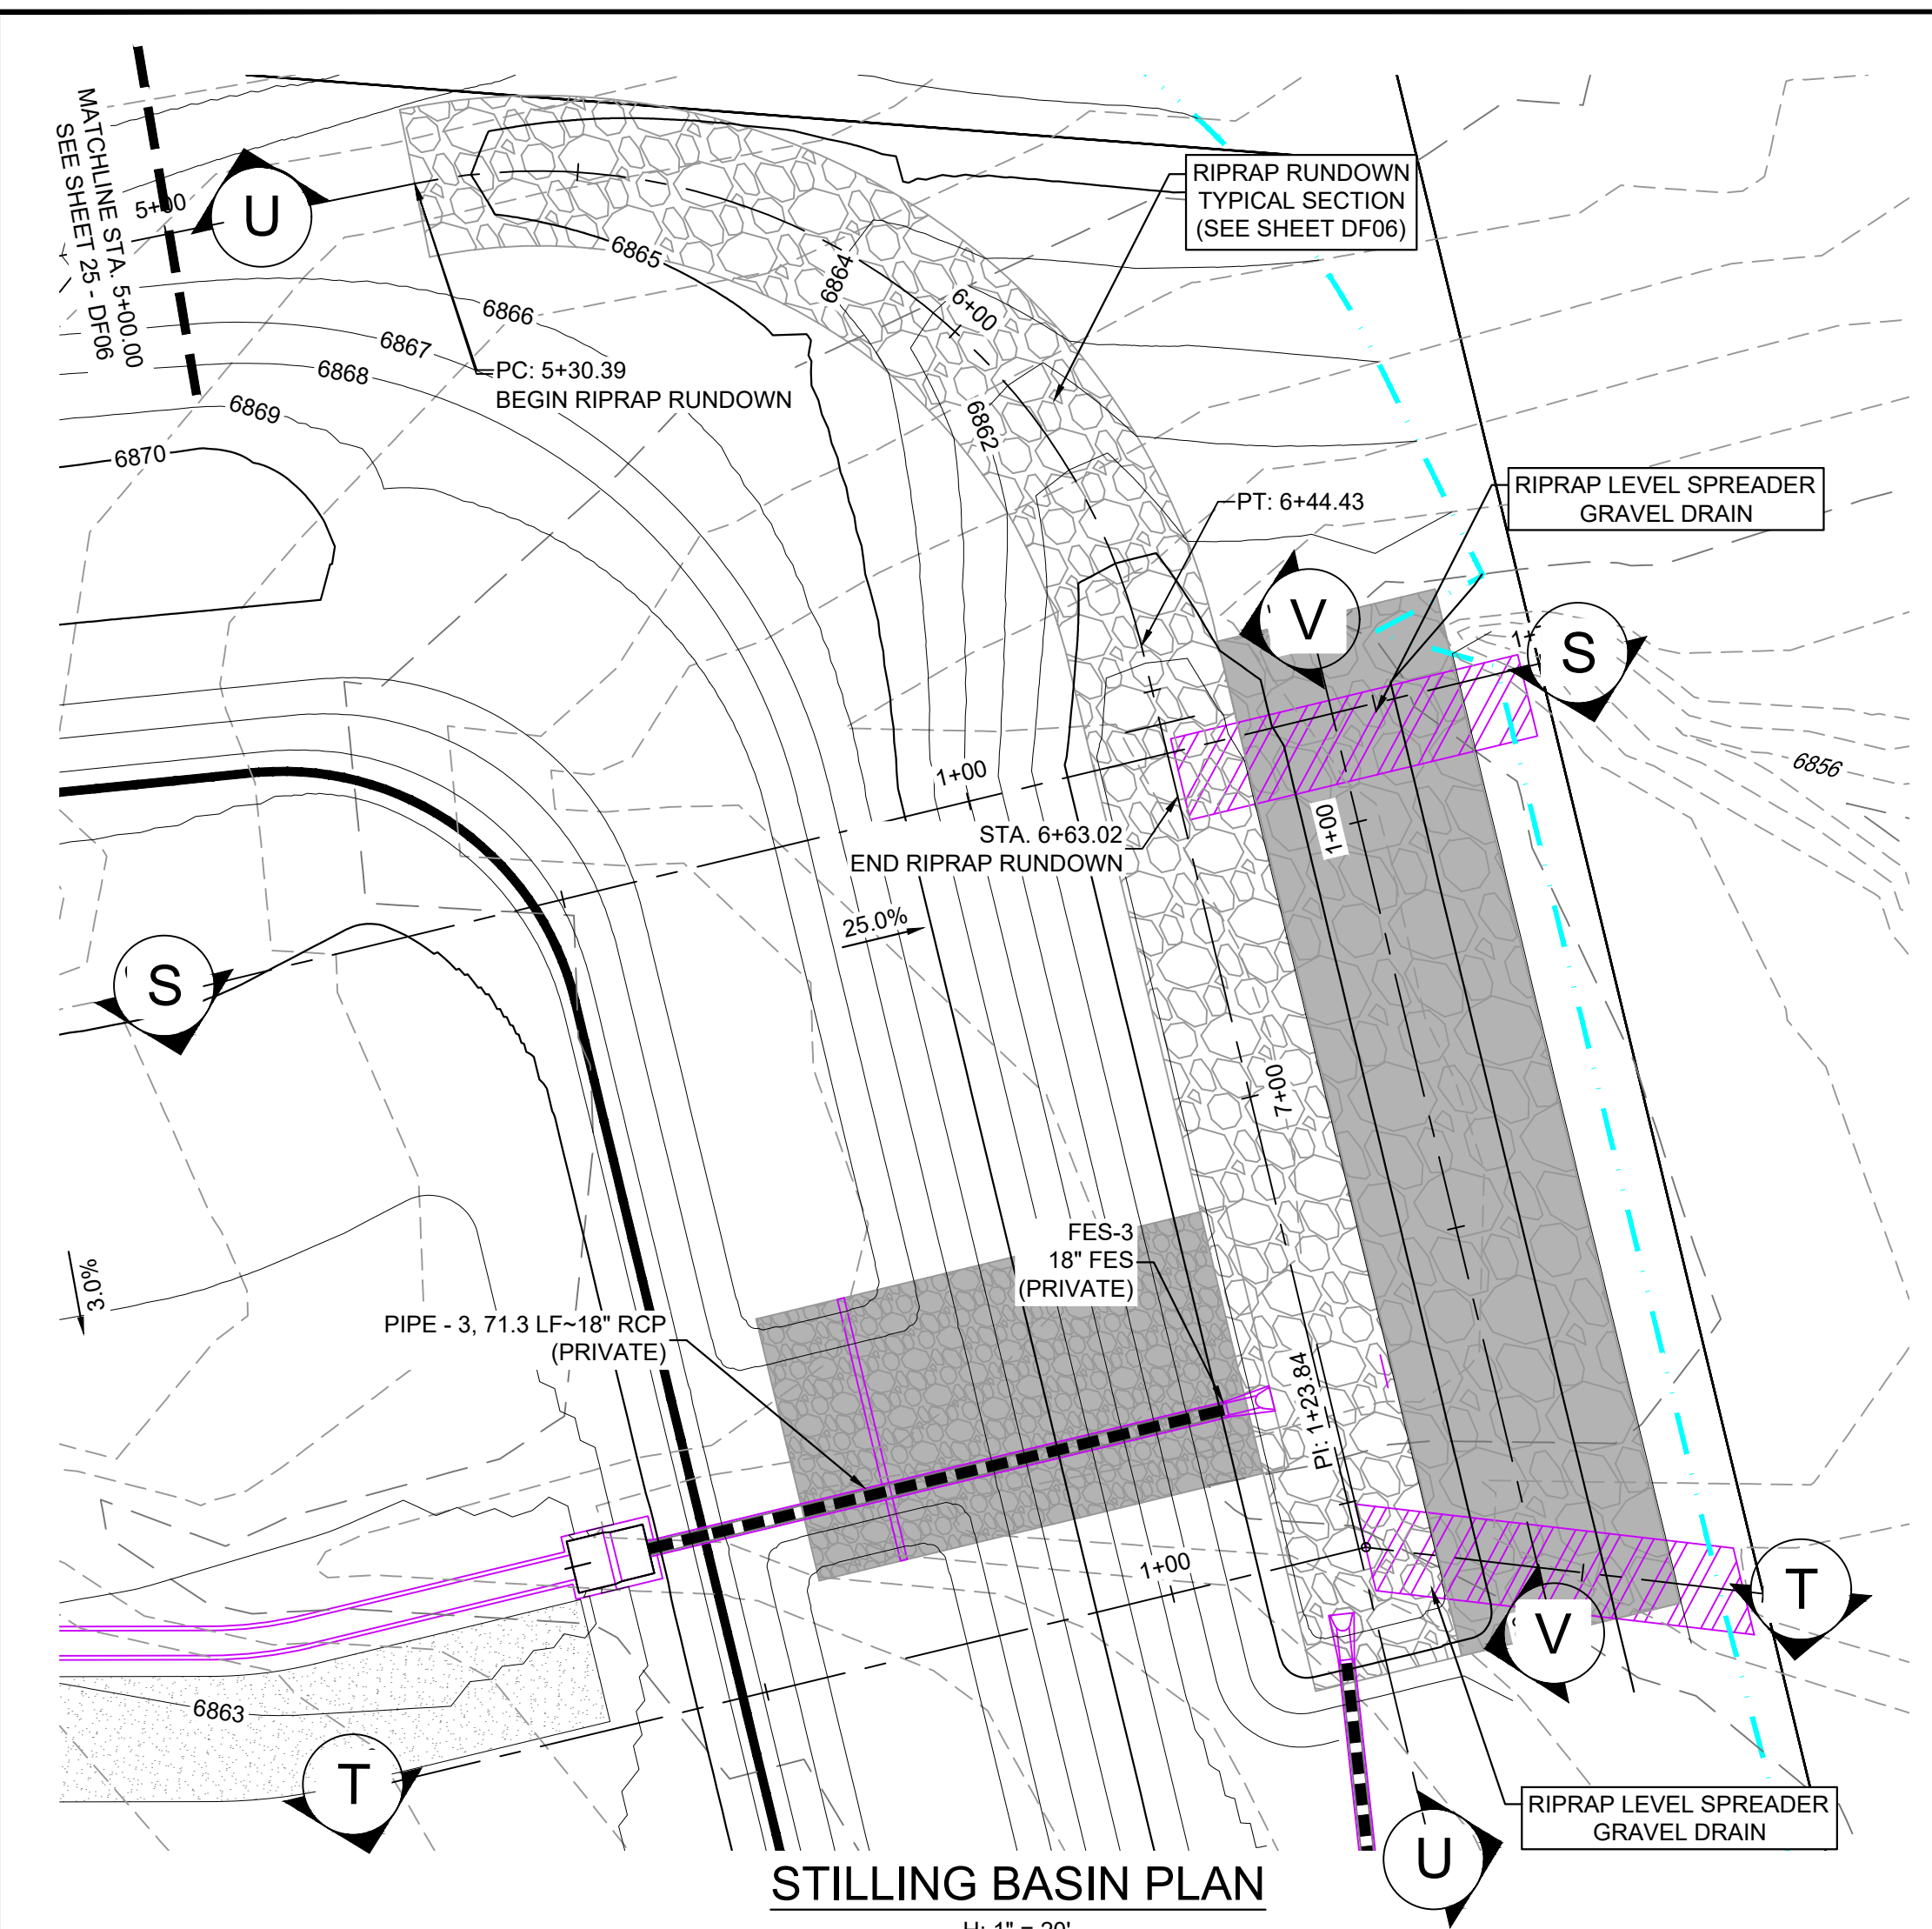 MATCHLINE STA. 5+00.00
SEE SHEET 25 - DF06
5+00
U
RIPRAP RUNDOWN
TYPICAL SECTION
(SEE SHEET DF06)
6865
6864
6866
6867
6868
6869
6870
6+00
6862
PC: 5+30.39
BEGIN RIPRAP RUNDOWN
PT: 6+44.43
RIPRAP LEVEL SPREADER
GRAVEL DRAIN
V
S
1+
6856
1+00
STA. 6+63.02
END RIPRAP RUNDOWN
1+00
25.0%
S
7+00
3.0%
FES-3
18" FES
(PRIVATE)
PIPE - 3, 71.3 LF~18" RCP
(PRIVATE)
PI: 1+23.84
1+00
T
V
6863
T
RIPRAP LEVEL SPREADER
GRAVEL DRAIN
U
STILLING BASIN PLAN
H: 1" = 20'